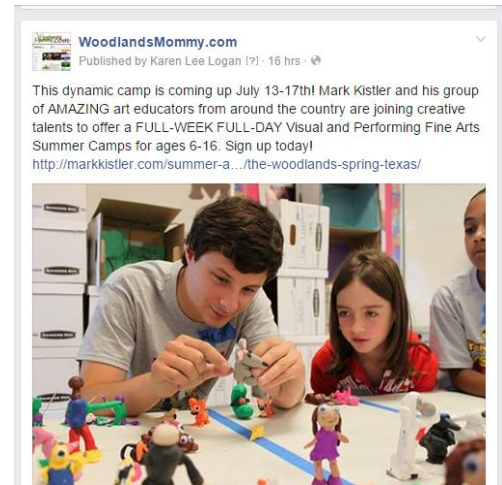 WoodlandsMommy.com
Published by Karen Lee Logan [?] · 16 hrs ·
This dynamic camp is coming up July 13-17th! Mark Kistler and his group
of AMAZING art educators from around the country are joining creative
talents to offer a FULL-WEEK FULL-DAY Visual and Performing Fine Arts
Summer Camps for ages 6-16. Sign up today!
http://markkistler.com/summer-a.../the-woodlands-spring-texas/